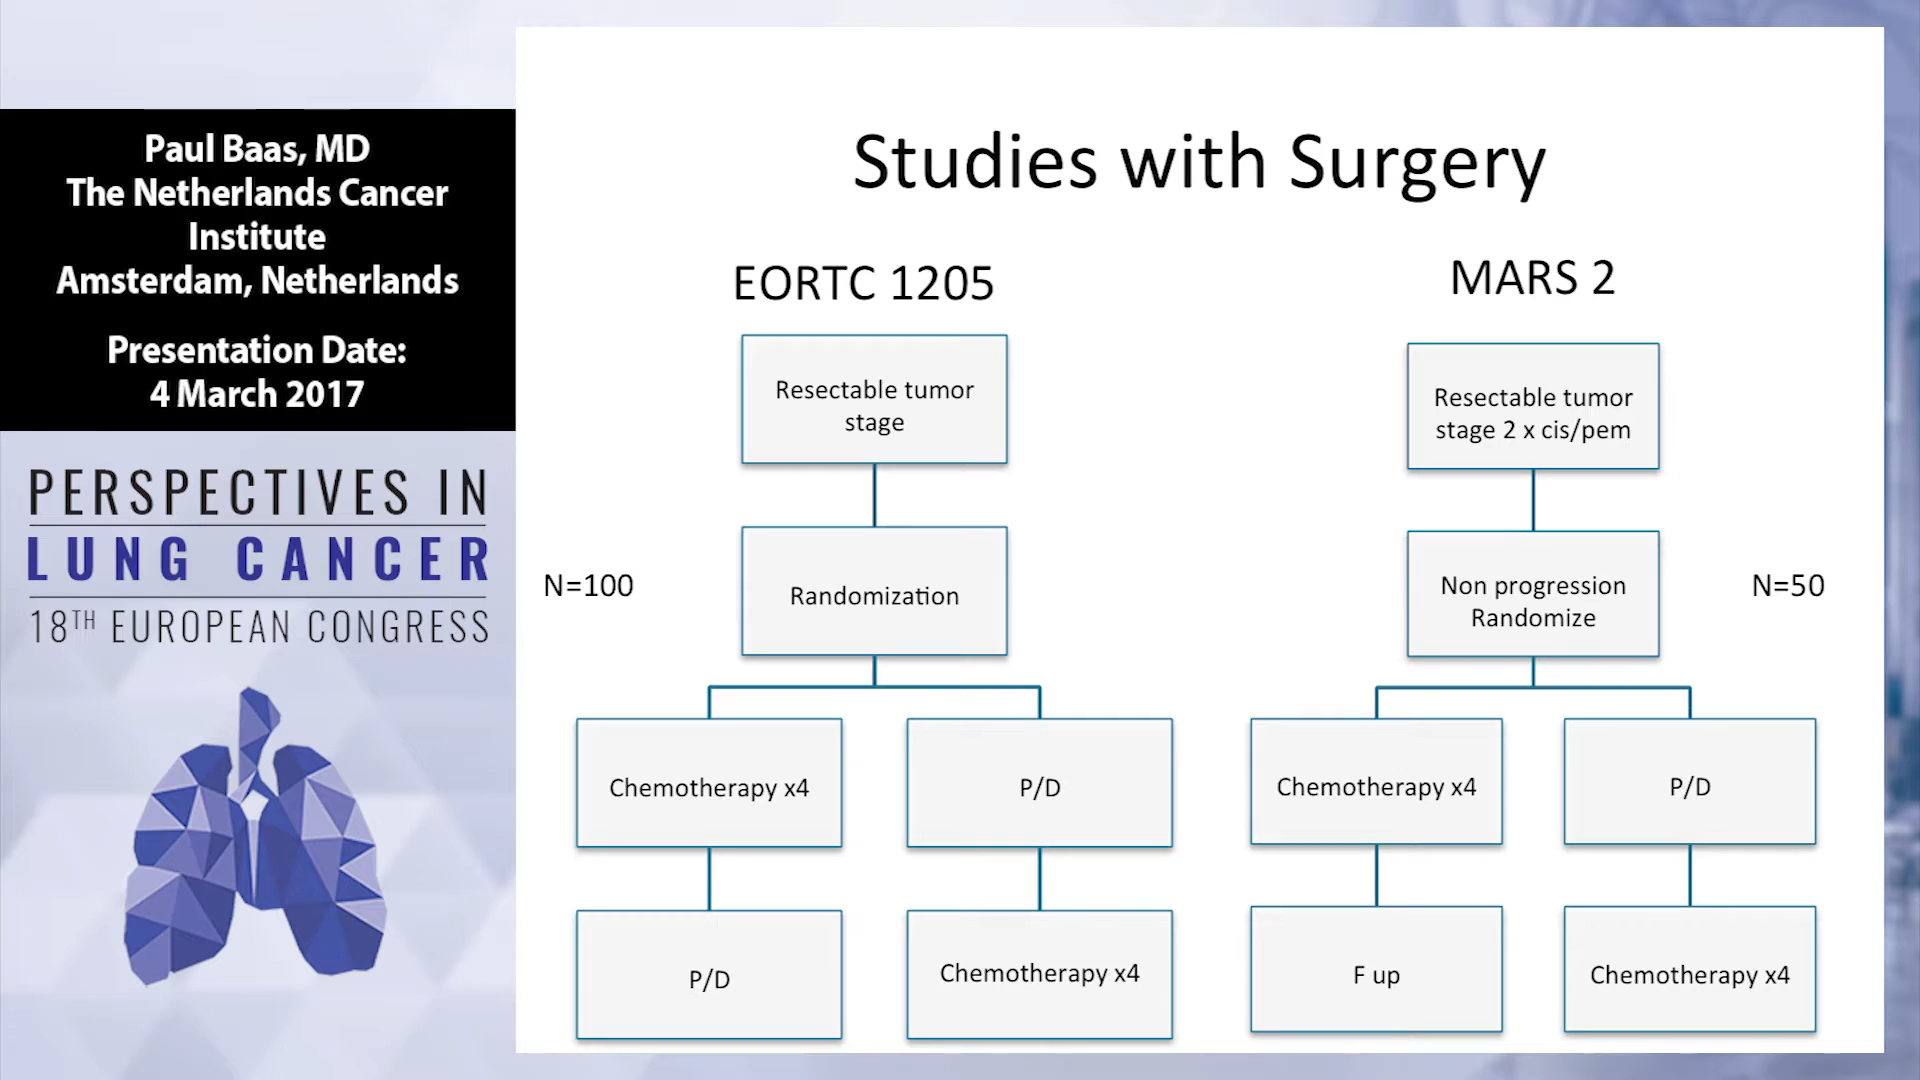 Paul Baas, MD
The Netherlands Cancer
Institute
Amsterdam, Netherlands
Presentation Date:
4 March 2017
PERSPECTIVES IN
LUNG CANCER
18TH EUROPEAN CONGRESS
Studies with Surgery
EORTC 1205
Resectable tumor
stage
N=100
Randomization
Chemotherapy x4
P/D
P/D
Chemotherapy x4
MARS 2
Resectable tumor
stage 2 x cis/pem
Non progression
Randomize
N=50
Chemotherapy x4
P/D
F up
Chemotherapy x4